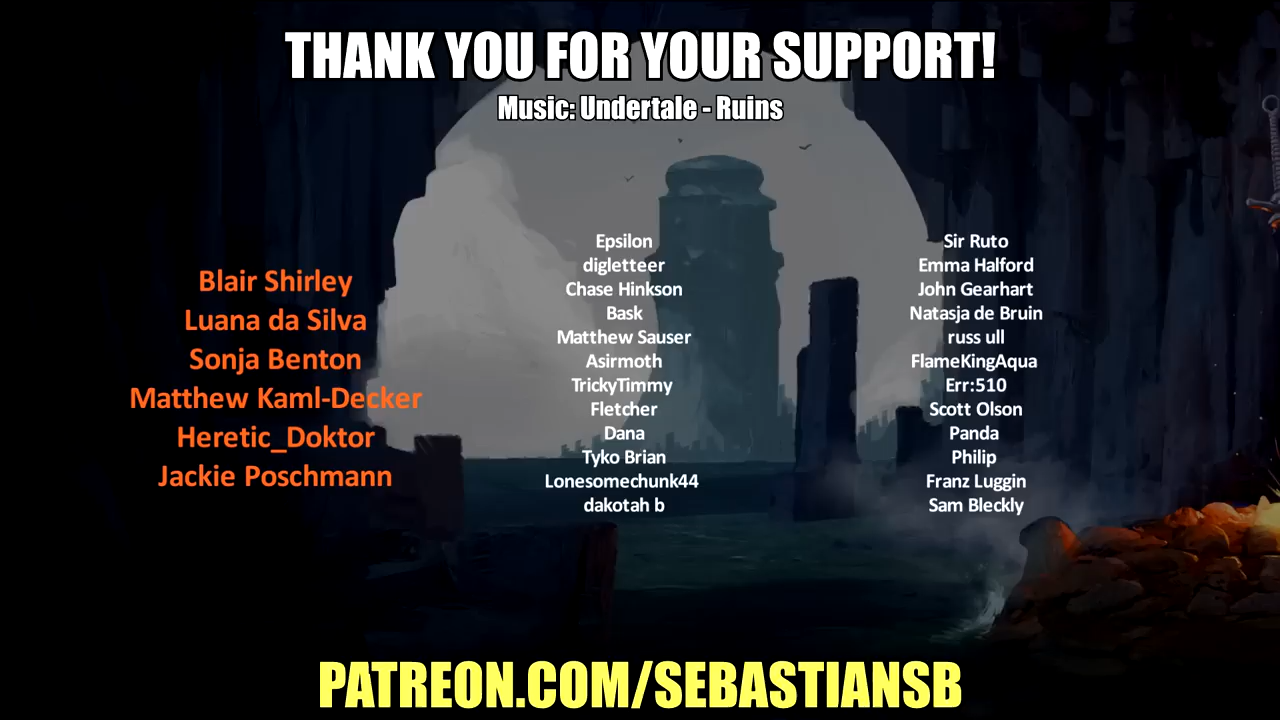 THANK YOU FOR YOUR SUPPORT!
Music: Undertale - Ruins
Blair Shirley
Luana da Silva
Sonja Benton
Matthew Kaml-Decker
Heretic_Doktor
Jackie Poschmann
Epsilon
digletteer
Chase Hinkson
Bask
Matthew Sauser
Asirmoth
TrickyTimmy
Fletcher
Dana
Tyko Brian
Lonesomechunk44
dakotah b
Sir Ruto
Emma Halford
John Gearhart
Natasja de Bruin
russ ull
FlameKingAqua
Err:510
Scott Olson
Panda
Philip
Franz Luggin
Sam Bleckly
PATREON.COM/SEBASTIANSB